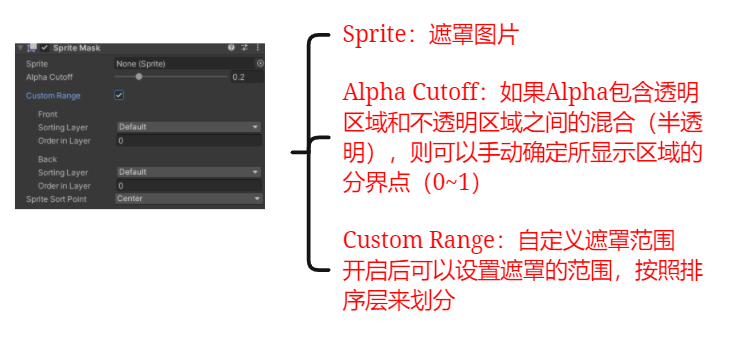 Sprite Mask
Sprite
None (Sprite)
Alpha Cutoff
0.2
Custom Range
Front
Sorting Layer
Default
Order in Layer
0
Back
Sorting Layer
Default
Order in Layer
0
Sprite Sort Point
Center
Sprite：遮罩图片
Alpha Cutoff：如果Alpha包含透明
区域和不透明区域之间的混合（半透
明），则可以手动确定所显示区域的
分界点（0~1）
Custom Range：自定义遮罩范围
开启后可以设置遮罩的范围，按照排
序层来划分